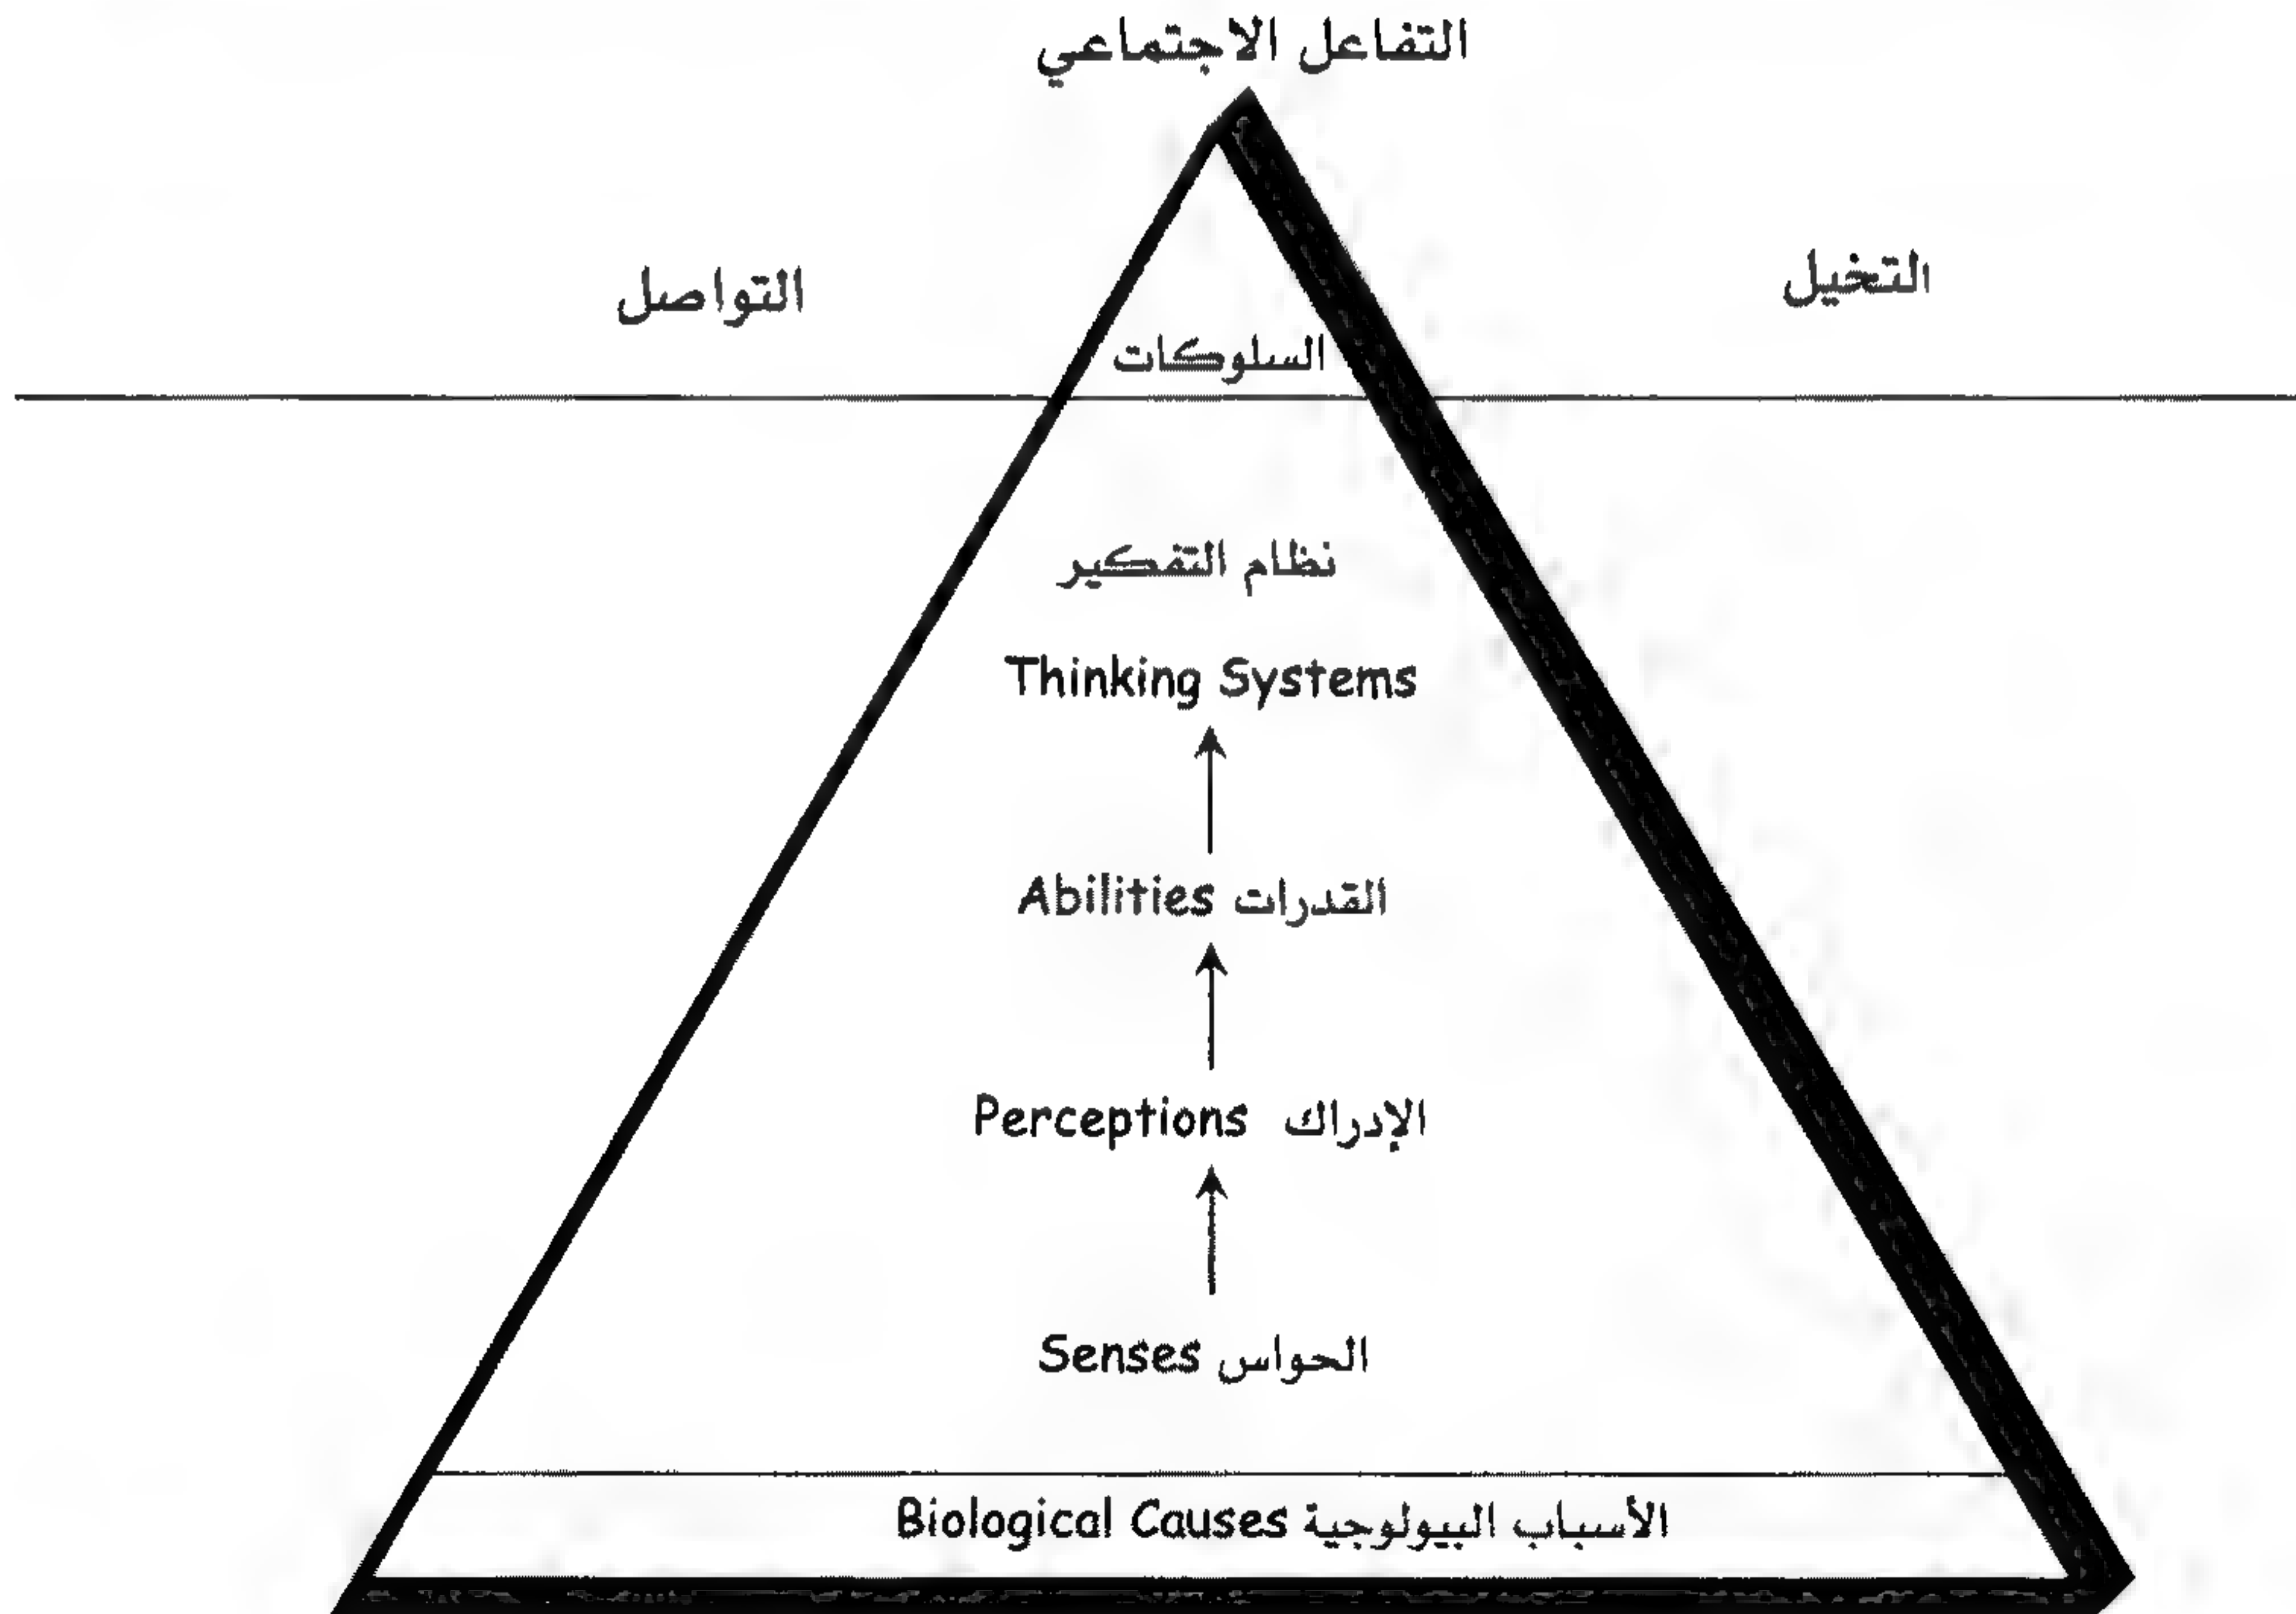 التفاعل الاجتماعي
التخيل
التواصل
السلوكات
نظام التفكير
Thinking Systems
القدرات Abilities
الإدراك Perceptions
الحواس Senses
الأسباب البيولوجية Biological Causes